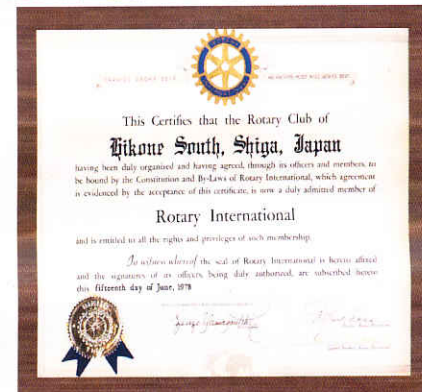 This Certifies that the Rotary Club of
Hikone South, Shiga, Japan
having been duly organized and having agreed, through its officers and members, to
be bound by the Constitution and By-Laws of Rotary International, which agreement
is evidenced by the acceptance of this certificate, is now a duly admitted member of
Rotary International
and is entitled to all the rights and privileges of such membership.
In witness whereof the seal of Rotary International is hereto affixed
and the signatures of its officers, being duly authorized, are subscribed hereto
this fifteenth day of June, 1978